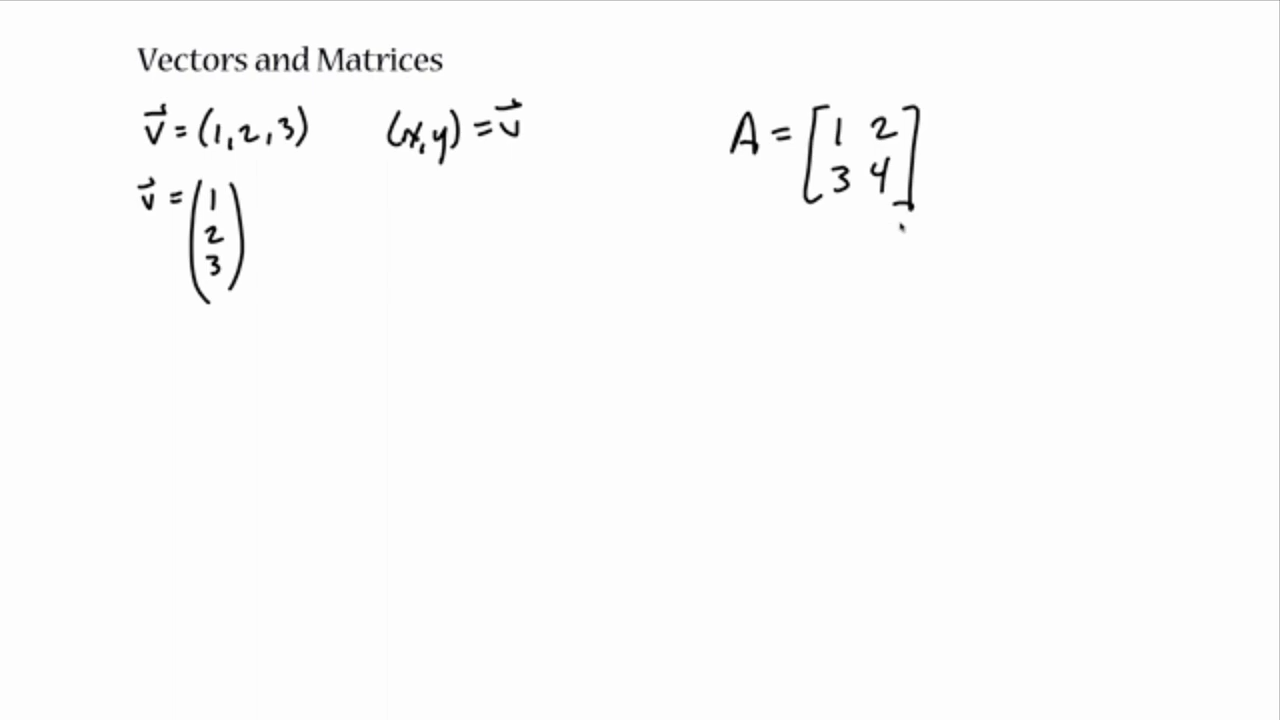 Vectors and Matrices
v⃗ = (1, 2, 3)
(x, y) = v⃗
v⃗ = (1
2
3)
A = [1 2
3 4]